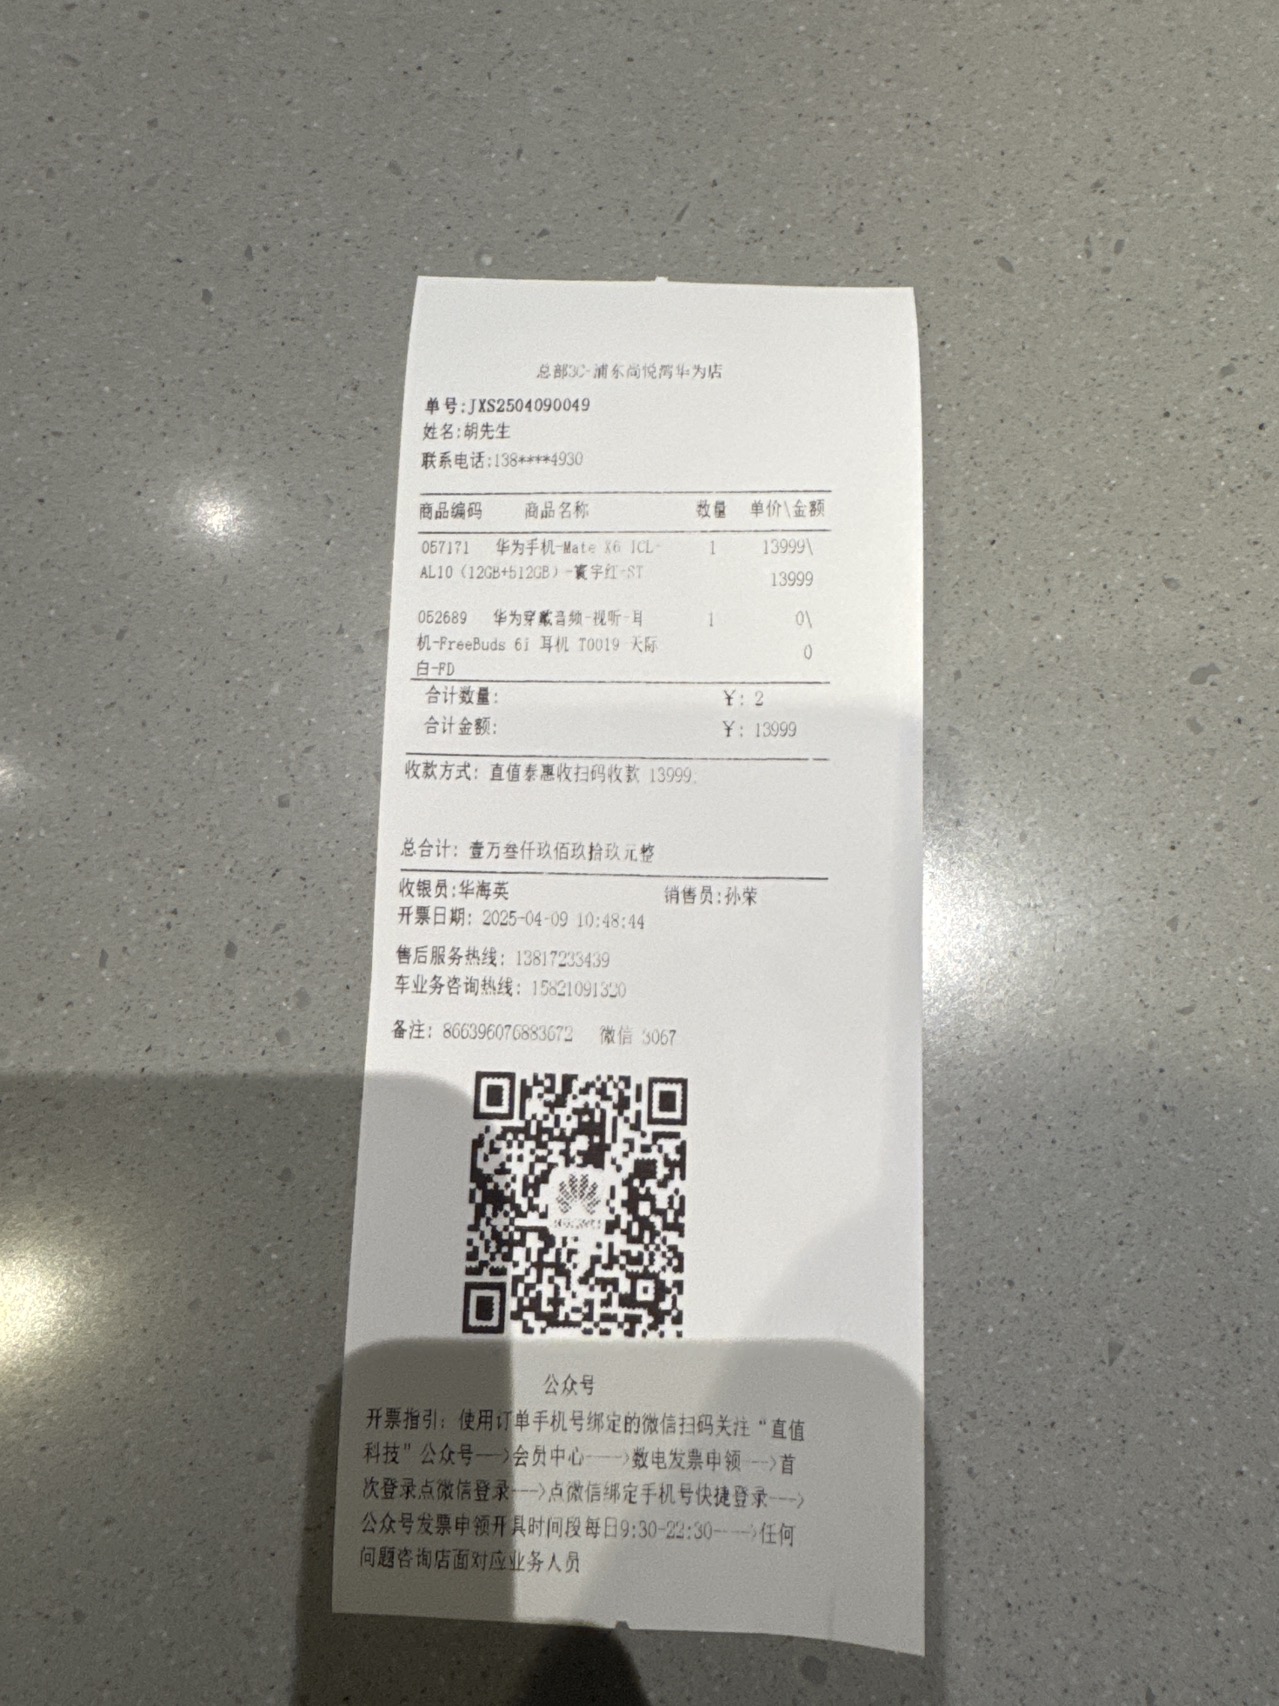 总部3C-浦东尚悦湾华为店
单号:JXS2504090049
姓名:胡先生
联系电话:138****4930
商品编码 商品名称 数量 单价\金额
057171 华为手机-Mate X6 ICL- 1 13999\
AL10（12GB+512GB）-寰宇红-ST 13999
052689 华为穿戴音频-视听-耳 1 0\
机-FreeBuds 6i 耳机 T0019 天际 0
白-FD
合计数量: ¥: 2
合计金额: ¥: 13999
收款方式: 直值泰惠收扫码收款 13999.
总合计: 壹万叁仟玖佰玖拾玖元整
收银员:华海英 销售员:孙荣
开票日期: 2025-04-09 10:48:44
售后服务热线: 13817233439
车业务咨询热线: 15821091320
备注: 866396076883672 微信 3067
公众号
开票指引: 使用订单手机号绑定的微信扫码关注“直值
科技”公众号--->会员中心---->数电发票申领--->首
次登录点微信登录--->点微信绑定手机号快捷登录--->
公众号发票申领开具时间段每日9:30-22:30---->任何
问题咨询店面对应业务人员